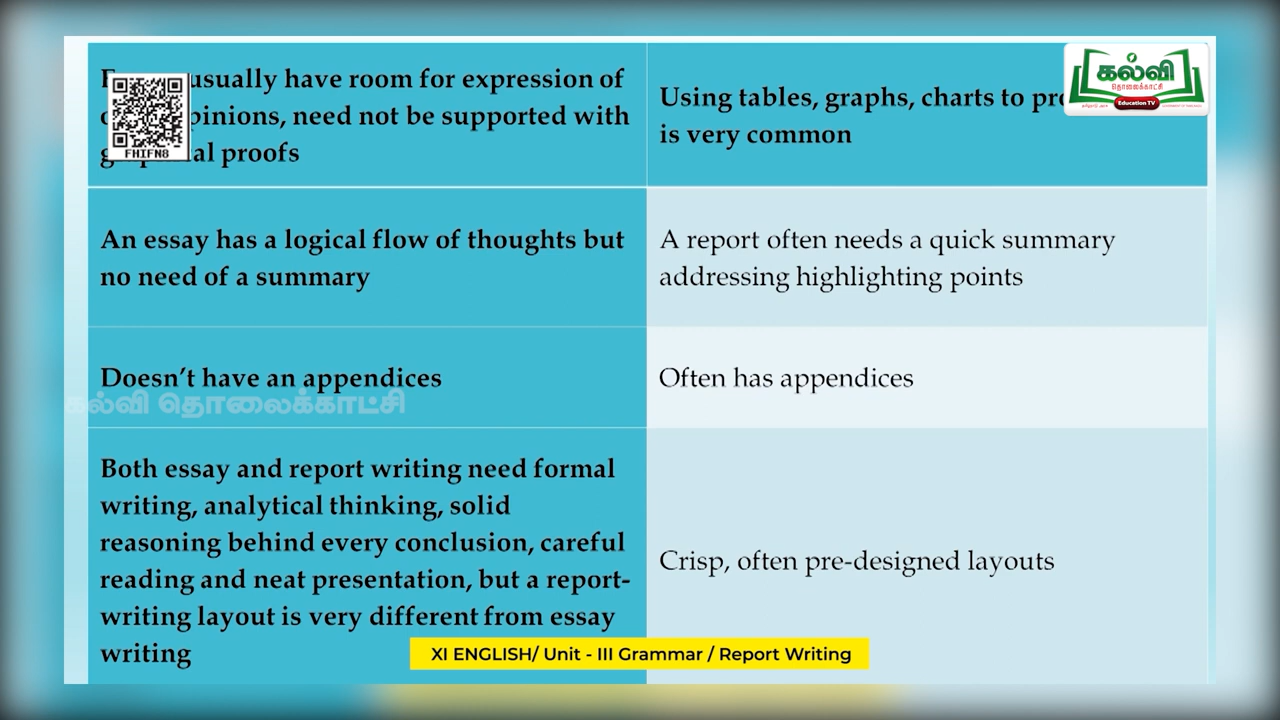 usually have room for expression of
need not be supported with
proofs
FHIFN8
Using tables, graphs, charts to
is very common
கல்வி
தொலைக்காட்சி
Education TV
An essay has a logical flow of thoughts but
no need of a summary
A report often needs a quick summary
addressing highlighting points
Doesn't have an appendices
Often has appendices
கல்வி தொலைக்காட்சி
Both essay and report writing need formal
writing, analytical thinking, solid
reasoning behind every conclusion, careful
reading and neat presentation, but a report-
writing layout is very different from essay
writing
Crisp, often pre-designed layouts
XI ENGLISH/ Unit - III Grammar / Report Writing